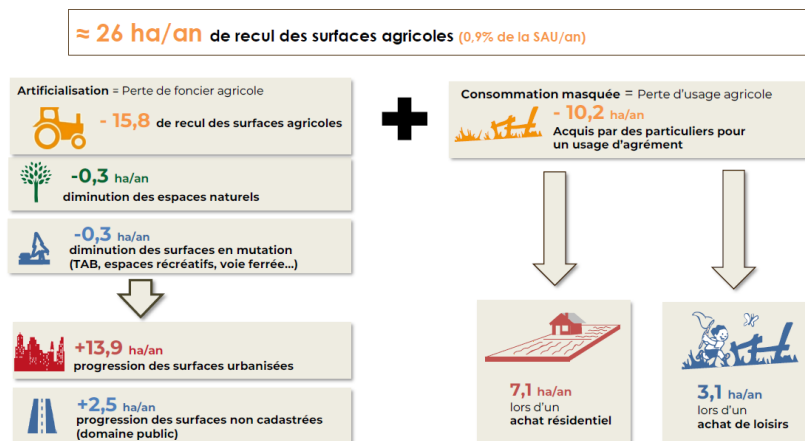 ≈ 26 ha/an de recul des surfaces agricoles (0,9% de la SAU/an)
Artificialisation = Perte de foncier agricole
- 15,8 de recul des surfaces agricoles
-0,3 ha/an
diminution des espaces naturels
-0,3 ha/an
diminution des surfaces en mutation
(TAB, espaces récréatifs, voie ferrée...)
+13,9 ha/an
progression des surfaces urbanisées
+2,5 ha/an
progression des surfaces non cadastrées
(domaine public)
Consommation masquée = Perte d'usage agricole
- 10,2 ha/an
Acquis par des particuliers pour
un usage d'agrément
7,1 ha/an
lors d'un
achat résidentiel
3,1 ha/an
lors d'un
achat de loisirs